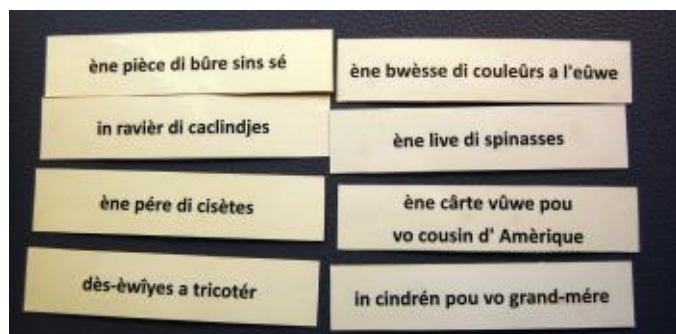 ène pièce di bûre sins sé
in ravièr di caclindjes
ène pére di cisètes
dès-èwîyes a tricotér
ène bwèsse di couleûrs a l'eûwe
ène live di spinasses
ène cârte vûwe pou
vo cousin d' Amèrique
in cindrén pou vo grand-mére